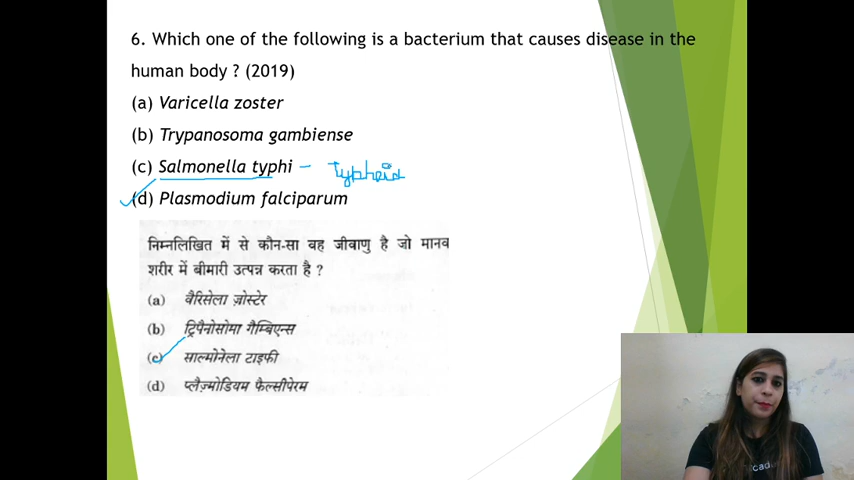 6. Which one of the following is a bacterium that causes disease in the
human body ? (2019)
(a) Varicella zoster
(b) Trypanosoma gambiense
(c) Salmonella typhi – Typhoid
(d) Plasmodium falciparum
निम्नलिखित में से कौन-सा वह जीवाणु है जो मानव
शरीर में बीमारी उत्पन्न करता है ?
(a) वैरिसेला ज़ोस्टेर
(b) ट्रिपैनोसोमा गैम्बिएन्स
(c) साल्मोनेला टाइफी
(d) प्लैज़्मोडियम फैल्सीपेरम